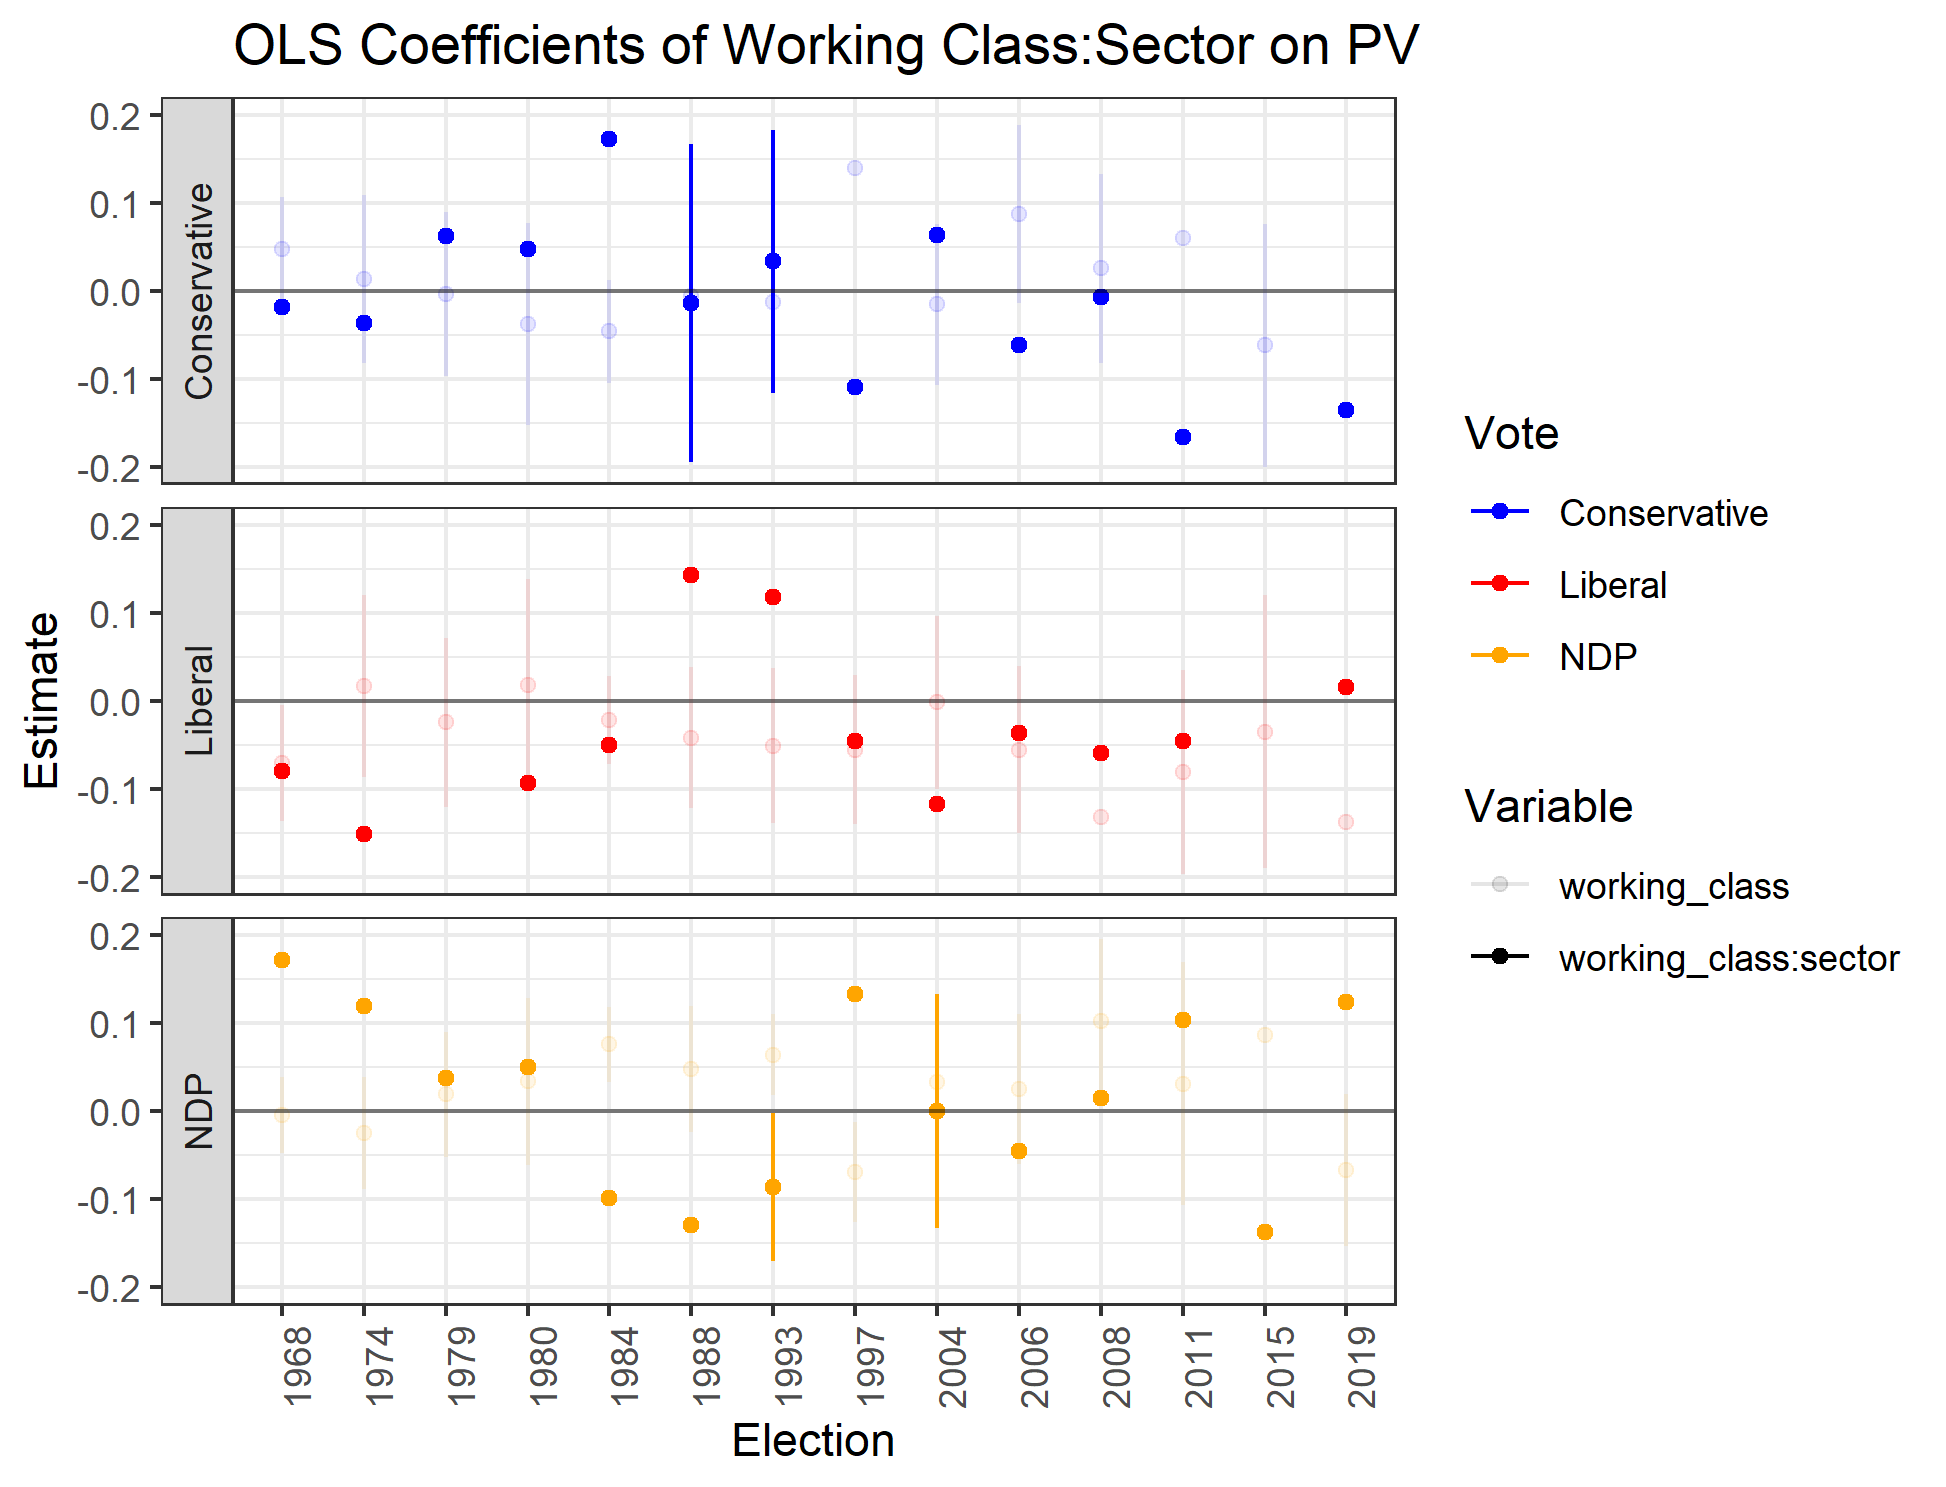 OLS Coefficients of Working Class:Sector on PV
0.2
0.1
0.0
-0.1
-0.2
Conservative
0.2
0.1
0.0
-0.1
-0.2
Liberal
0.2
0.1
0.0
-0.1
-0.2
NDP
Estimate
1968
1974
1979
1980
1984
1988
1993
1997
2004
2006
2008
2011
2015
2019
Election
Vote
Conservative
Liberal
NDP
Variable
working_class
working_class:sector